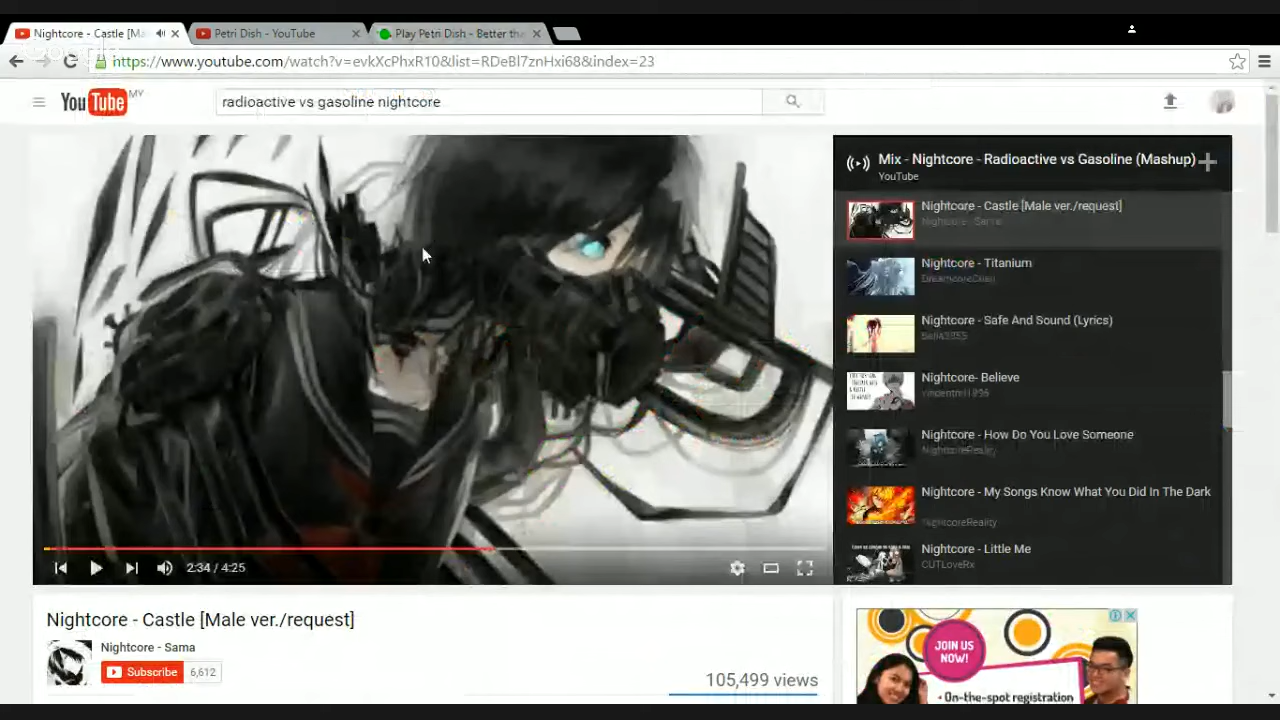 Nightcore - Castle [Ma
Petri Dish - YouTube
Play Petri Dish - Better tha
https://www.youtube.com/watch?v=evkXcPhxR10&list=RDeBl7znHxi68&index=23
YouTube MY
radioactive vs gasoline nightcore
Mix - Nightcore - Radioactive vs Gasoline (Mashup)
YouTube
Nightcore - Castle [Male ver./request]
Nightcore - Sama
Nightcore - Titanium
Nightcore - Safe And Sound (Lyrics)
Nightcore- Believe
Nightcore - How Do You Love Someone
NightcoreReality
Nightcore - My Songs Know What You Did In The Dark
NightcoreReality
Nightcore - Little Me
CUTLoveRx
2:34 / 4:25
Nightcore - Castle [Male ver./request]
Nightcore - Sama
Subscribe 6,612
105,499 views
JOIN US
NOW!
• On-the-spot registration